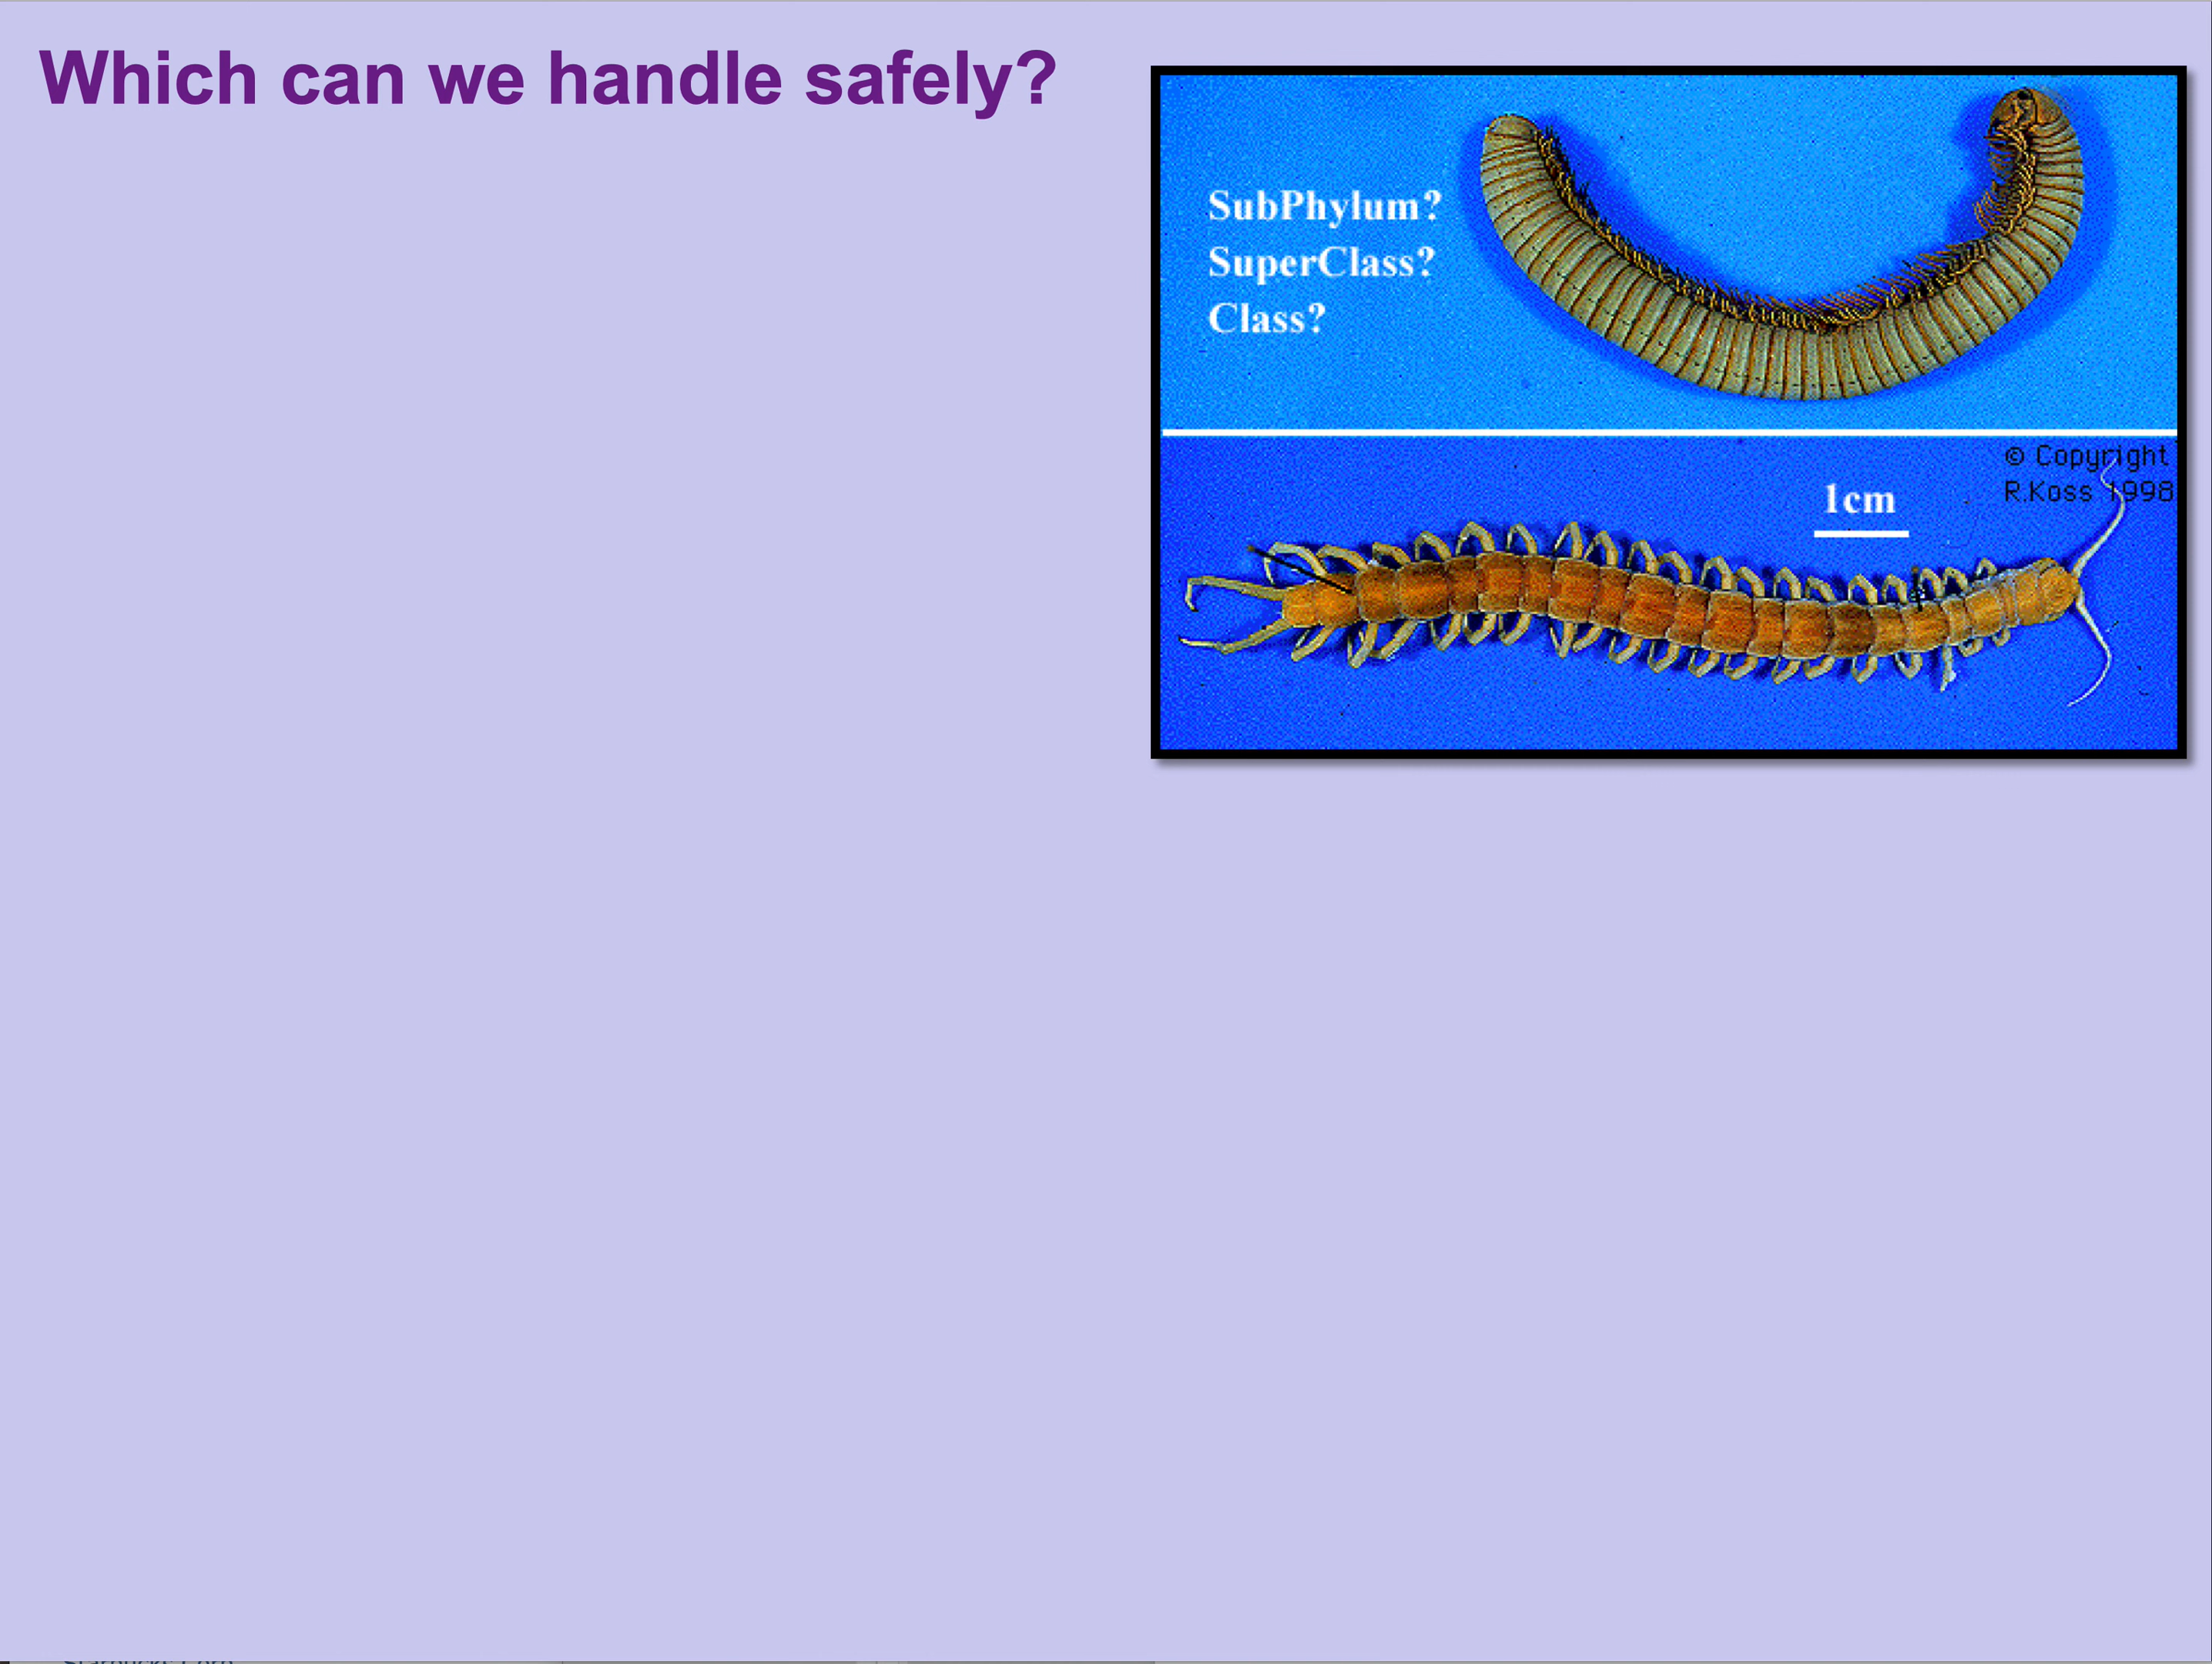 Which can we handle safely?
SubPhylum?
SuperClass?
Class?
© Copyright
R.Koss 1998
1cm